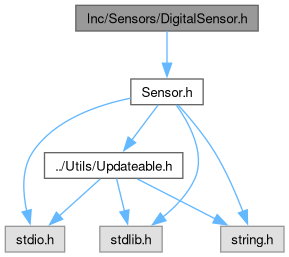 Inc/Sensors/DigitalSensor.h
Sensor.h
../Utils/Updateable.h
stdio.h
stdlib.h
string.h